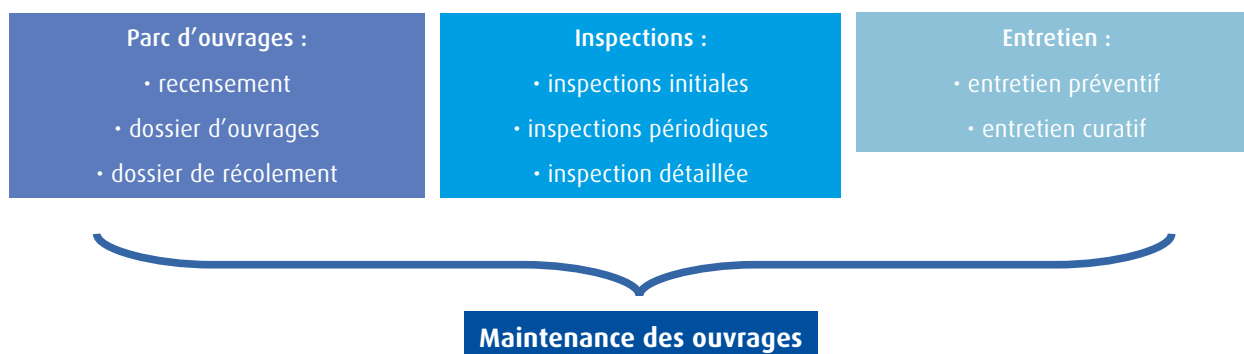 Parc d’ouvrages :
• recensement
• dossier d’ouvrages
• dossier de récolement
Inspections :
• inspections initiales
• inspections périodiques
• inspection détaillée
Entretien :
• entretien préventif
• entretien curatif
Maintenance des ouvrages